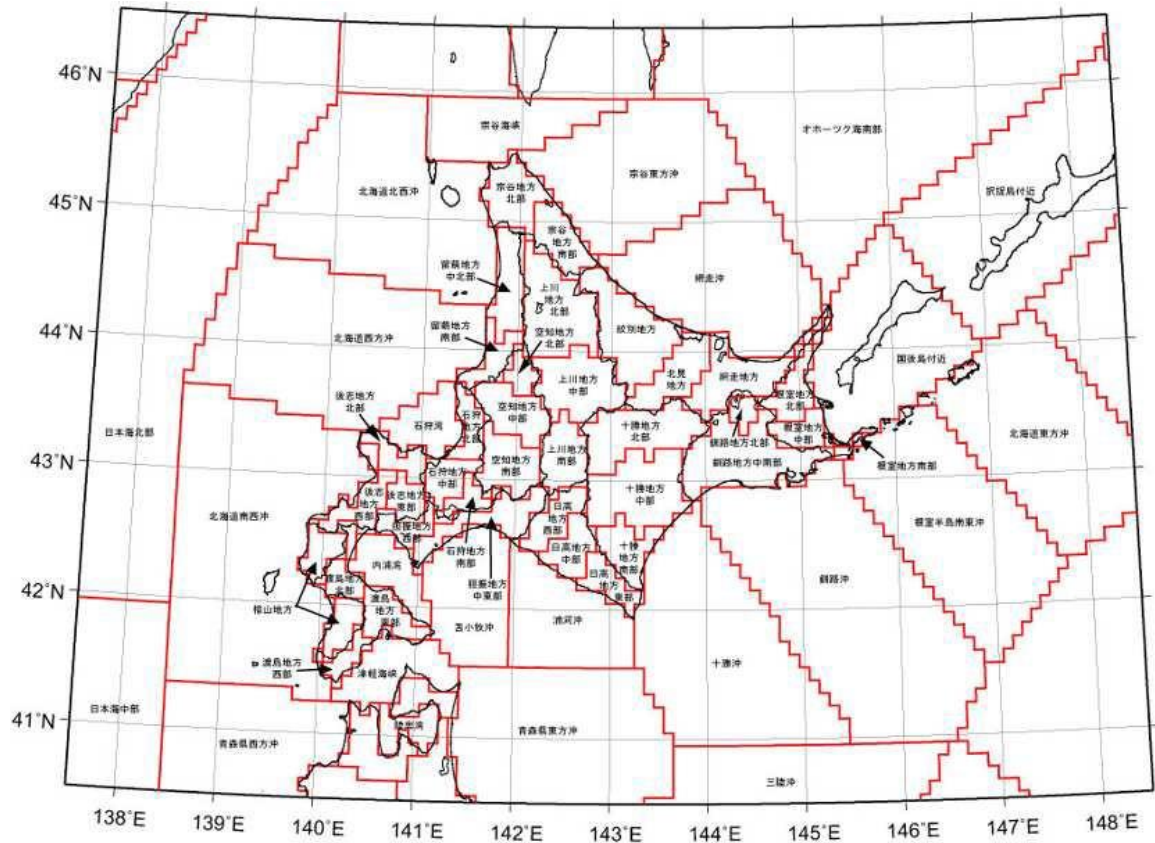 46°N
45°N
44°N
43°N
42°N
41°N
宗谷海峡
オホーツク海南部
宗谷東方沖
北海道北西沖
択捉島付近
宗谷地方
北部
宗谷
地方
南部
網走沖
留萌地方
中北部
上川
地方
北部
留萌地方
南部
空知地方
北部
紋別地方
北海道西方沖
国後島付近
上川地方
中部
北見
地方
網走地方
根室地方
北部
後志地方
北部
日本海北部
石狩湾
石狩
地方
北部
空知地方
中部
十勝地方
北部
釧路地方北部
根室地方
中部
根室地方南部
北海道東方沖
石狩地方
中部
空知地方
南部
上川地方
南部
釧路地方中南部
十勝地方
中部
北海道南西沖
後志
地方
西部
後志地方
東部
胆振地方
西部
石狩地方
南部
胆振地方
中東部
日高
地方
西部
日高地方
中部
日高
地方
東部
十勝
地方
南部
根室半島南東沖
内浦湾
渡島地方
北部
檜山地方
渡島
地方
東部
釧路沖
苫小牧沖
浦河沖
十勝沖
渡島地方
西部
津軽海峡
日本海中部
青森県西方沖
陸奥湾
青森県東方沖
三陸沖
138°E
139°E
140°E
141°E
142°E
143°E
144°E
145°E
146°E
147°E
148°E